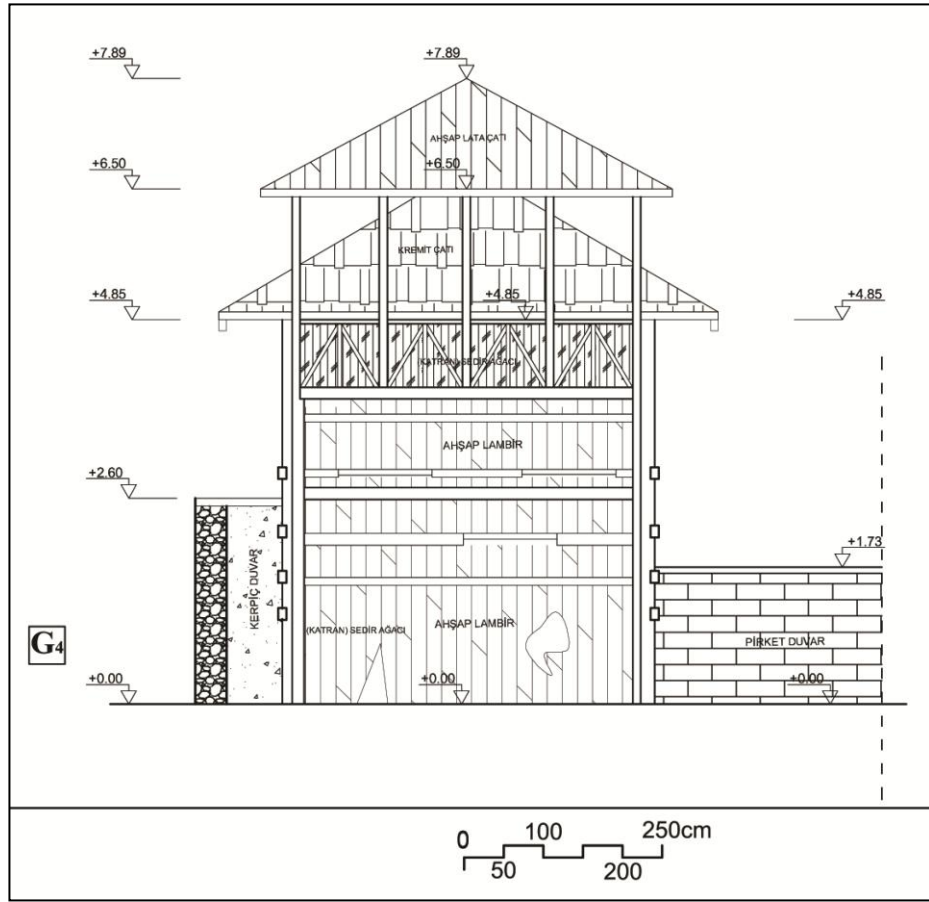 +7.89
+7.89
AHŞAP LATA ÇATI
+6.50
+6.50
KREMİT ÇATI
+4.85
+4.85
+4.85
(KATRAN) SEDİR AĞACI
AHŞAP LAMBİR
+2.60
+1.73
KERPİÇ DUVAR
(KATRAN) SEDİR AĞACI
AHŞAP LAMBİR
PİRKET DUVAR
G4
+0.00
+0.00
+0.00
0 100 250cm
50 200